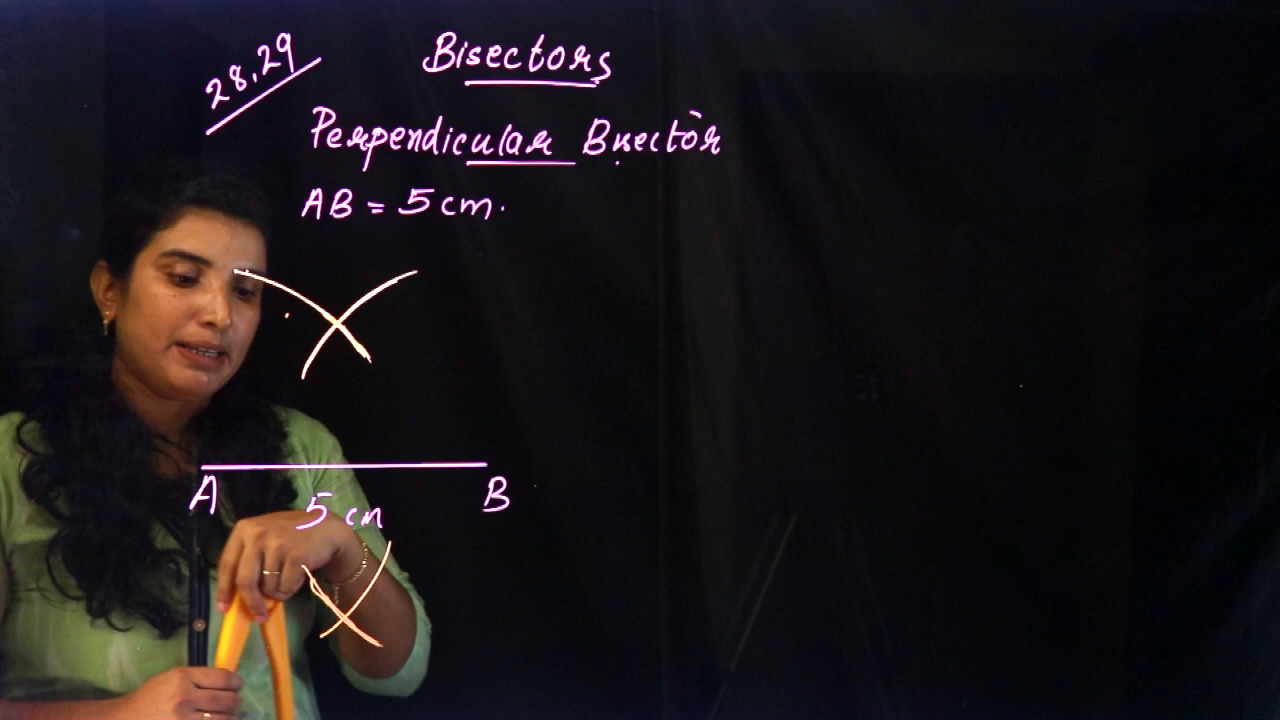 28,29
Bisectors
Perpendicular Bisector
AB = 5 cm.
A B
5 cm